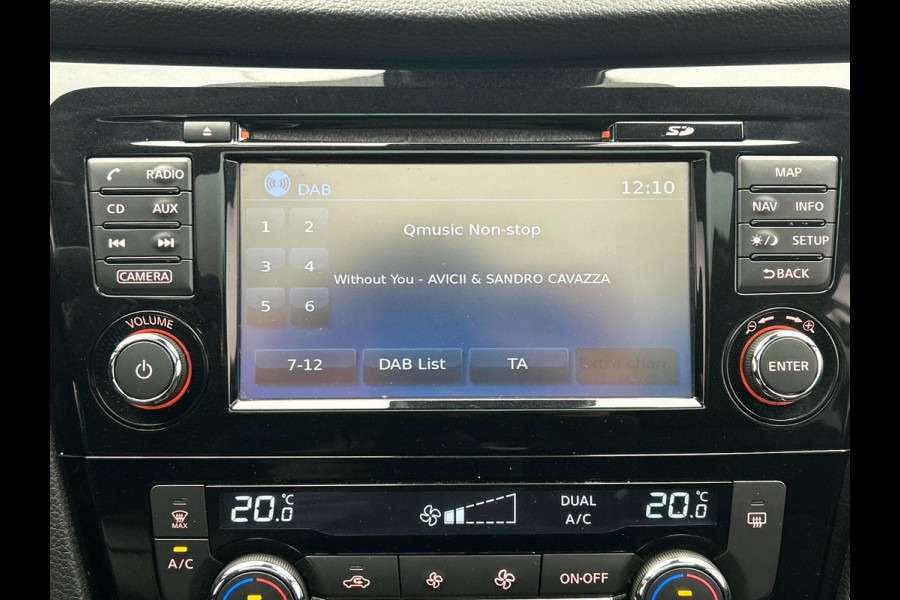 SD
RADIO
CD AUX
CAMERA
VOLUME
DAB 12:10
1 2
Qmusic Non-stop
3 4
Without You - AVICII & SANDRO CAVAZZA
5 6
7-12 DAB List TA Extra chan.
MAP
NAV INFO
SETUP
BACK
ENTER
20.0°C DUAL A/C 20.0°C
MAX
A/C
ON·OFF